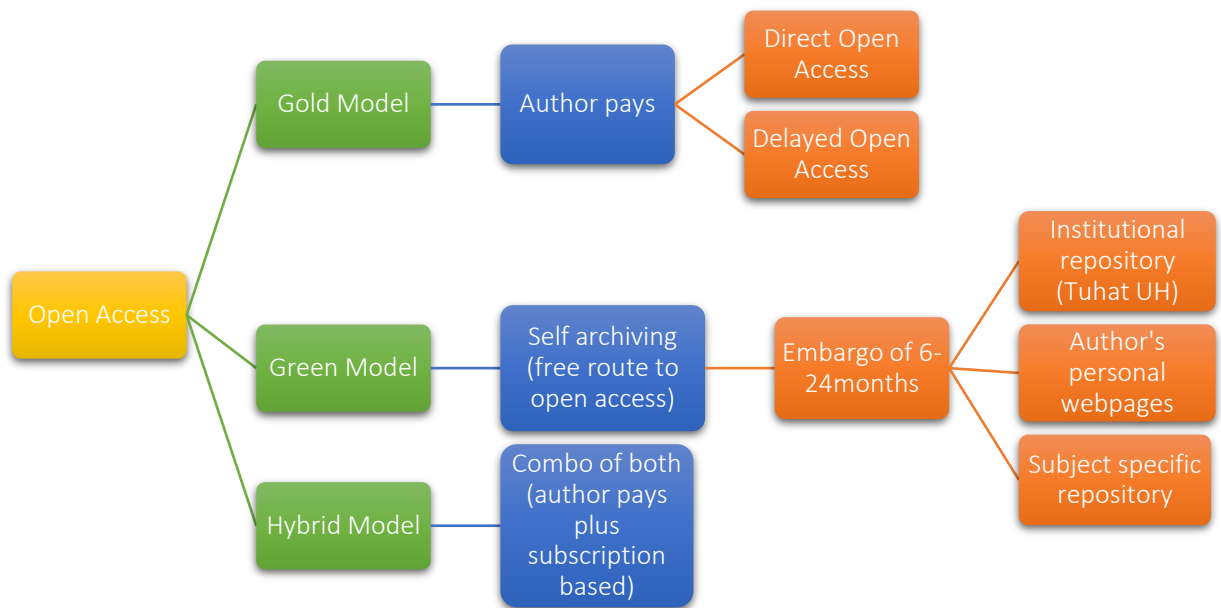 Open Access
Gold Model
Author pays
Direct Open
Access
Delayed Open
Access
Green Model
Self archiving
(free route to
open access)
Embargo of 6-
24months
Institutional
repository
(Tuhat UH)
Author's
personal
webpages
Subject specific
repository
Hybrid Model
Combo of both
(author pays
plus
subscription
based)